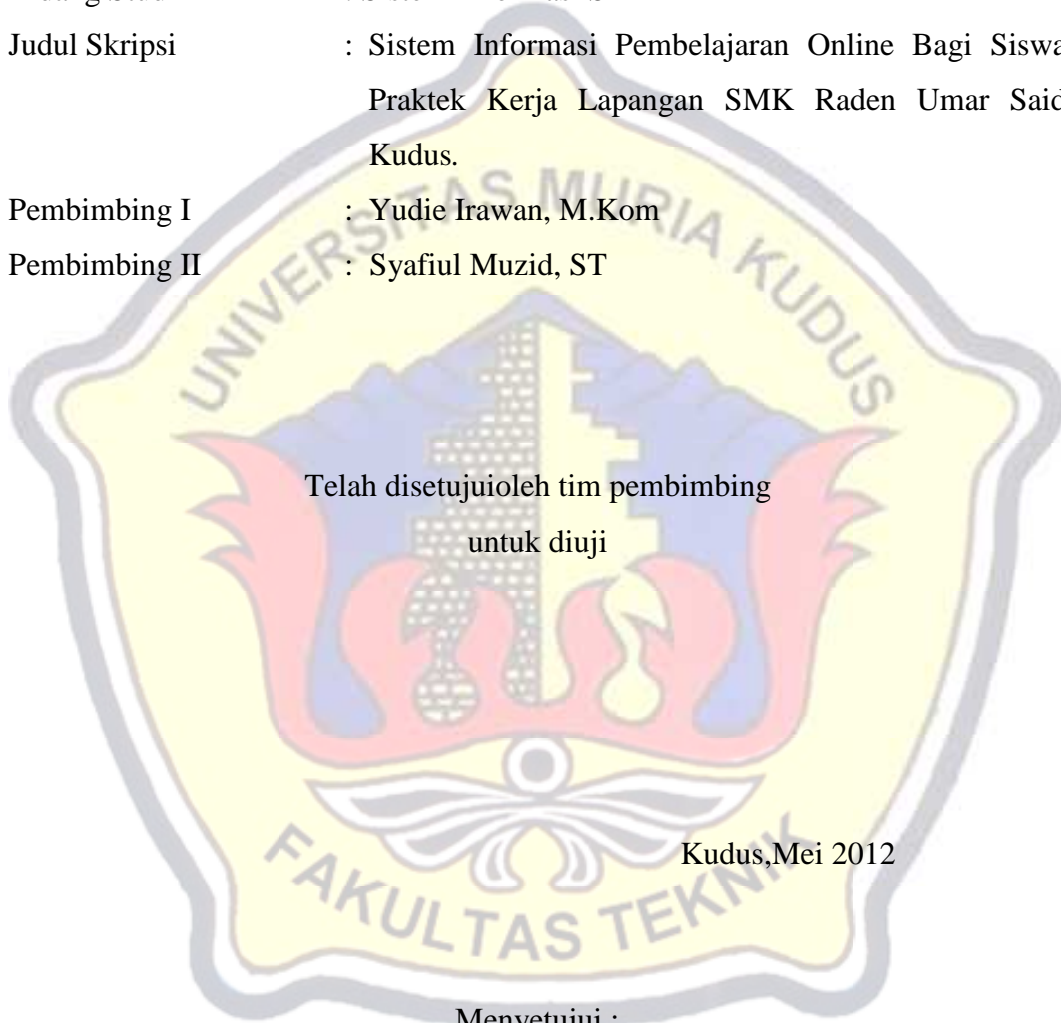 Judul Skripsi : Sistem Informasi Pembelajaran Online Bagi Siswa
Praktek Kerja Lapangan SMK Raden Umar Said
Kudus.
Pembimbing I : Yudie Irawan, M.Kom
Pembimbing II : Syafiul Muzid, ST
UNIVERSITAS MURIA KUDUS
Telah disetujuioleh tim pembimbing
untuk diuji
Kudus,Mei 2012
FAKULTAS TEKNIK
Menyetujui :